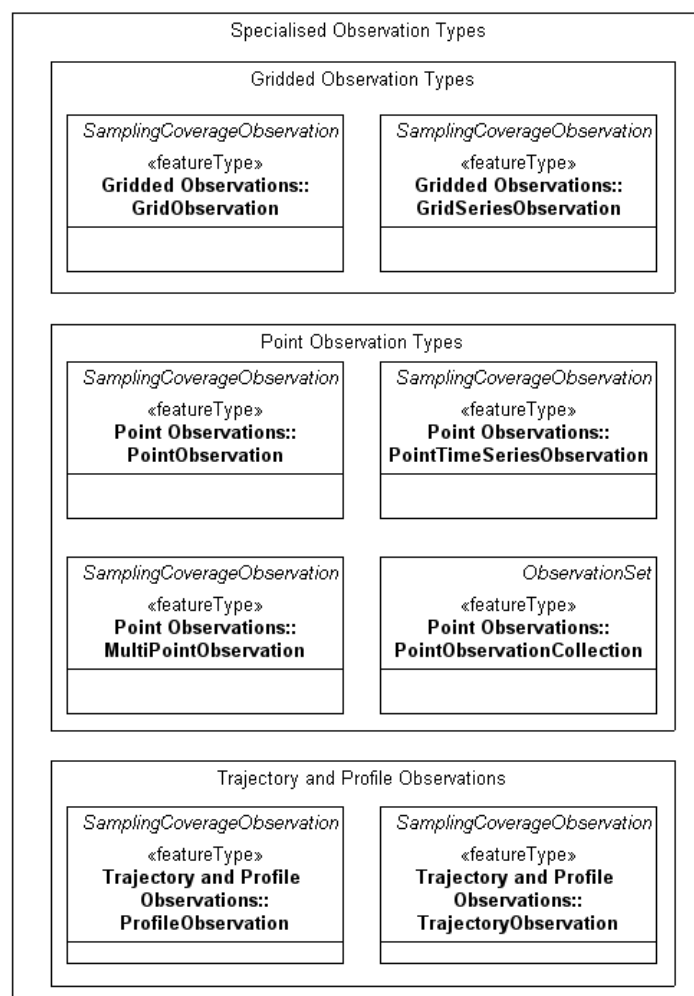 Specialised Observation Types
Gridded Observation Types
SamplingCoverageObservation
«featureType»
Gridded Observations::
GridObservation
SamplingCoverageObservation
«featureType»
Gridded Observations::
GridSeriesObservation
Point Observation Types
SamplingCoverageObservation
«featureType»
Point Observations::
PointObservation
SamplingCoverageObservation
«featureType»
Point Observations::
PointTimeSeriesObservation
SamplingCoverageObservation
«featureType»
Point Observations::
MultiPointObservation
ObservationSet
«featureType»
Point Observations::
PointObservationCollection
Trajectory and Profile Observations
SamplingCoverageObservation
«featureType»
Trajectory and Profile
Observations::
ProfileObservation
SamplingCoverageObservation
«featureType»
Trajectory and Profile
Observations::
TrajectoryObservation